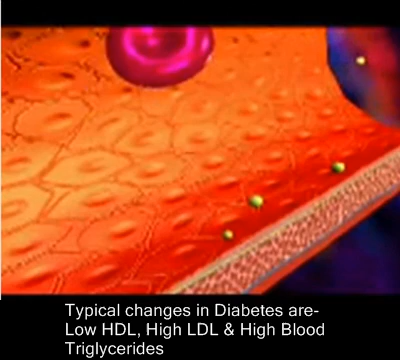 Typical changes in Diabetes are-
Low HDL, High LDL & High Blood
Triglycerides